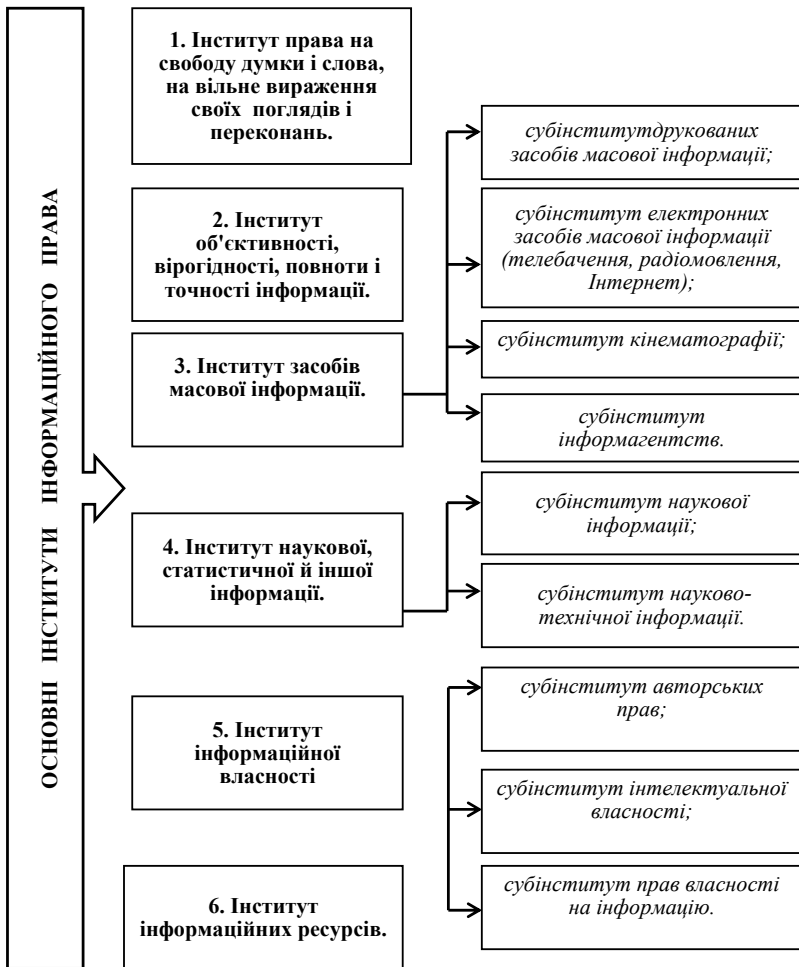 ОСНОВНІ ІНСТИТУТИ ІНФОРМАЦІЙНОГО ПРАВА
1. Інститут права на
свободу думки і слова,
на вільне вираження
своїх поглядів і
переконань.
2. Інститут
об'єктивності,
вірогідності, повноти і
точності інформації.
3. Інститут засобів
масової інформації.
субінститутдрукованих
засобів масової інформації;
субінститут електронних
засобів масової інформації
(телебачення, радіомовлення,
Інтернет);
субінститут кінематографії;
субінститут
інформагентств.
4. Інститут наукової,
статистичної й іншої
інформації.
субінститут наукової
інформації;
субінститут науково-
технічної інформації.
5. Інститут
інформаційної
власності
субінститут авторських
прав;
субінститут інтелектуальної
власності;
субінститут прав власності
на інформацію.
6. Інститут
інформаційних ресурсів.